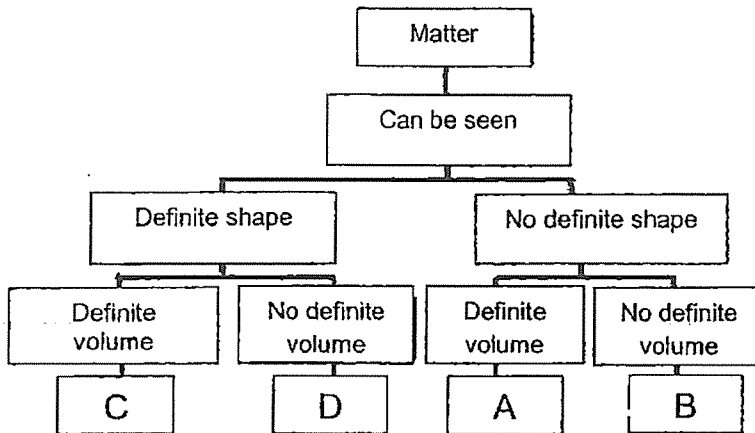 Matter
Can be seen
Definite shape
No definite shape
Definite
volume
No definite
volume
Definite
volume
No definite
volume
C
D
A
B